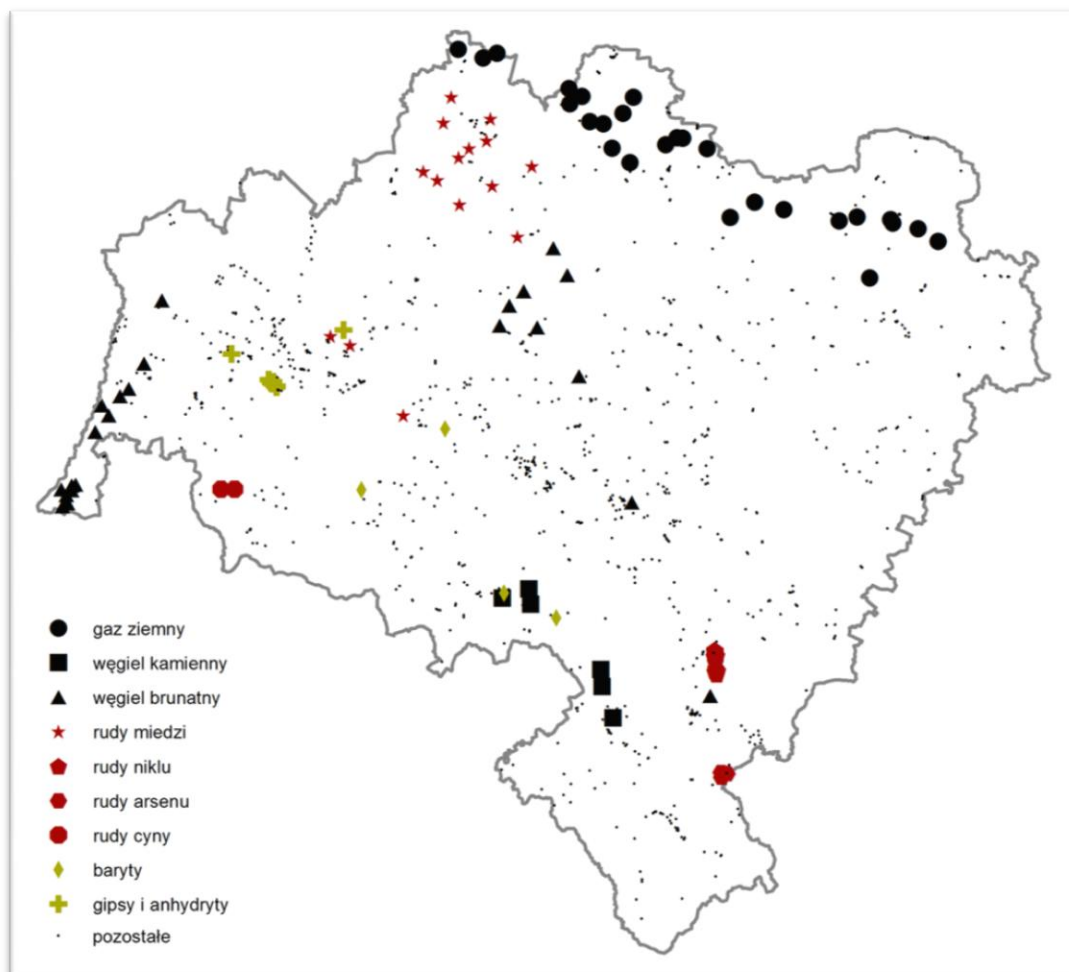 gaz ziemny
węgiel kamienny
węgiel brunatny
rudy miedzi
rudy niklu
rudy arsenu
rudy cyny
baryty
gipsy i anhydryty
pozostałe